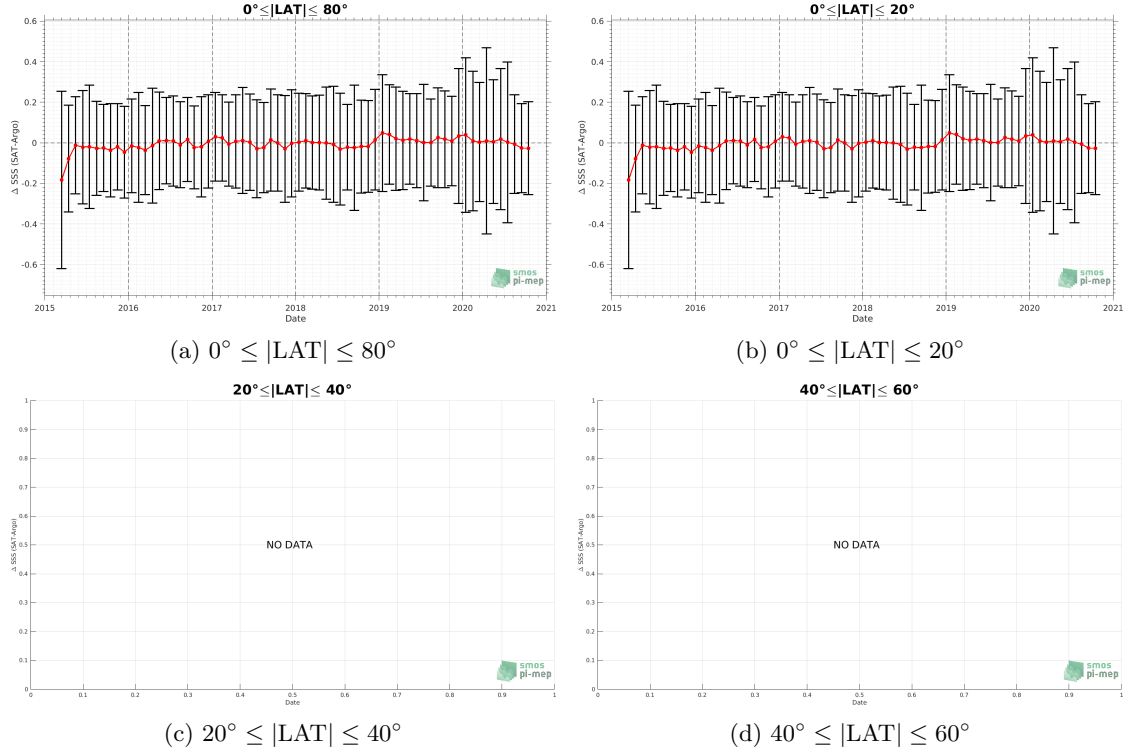 0°≤|LAT|≤ 80°
0.6
0.4
0.2
0
-0.2
-0.4
-0.6
Δ SSS (SAT-Argo)
2015 2016 2017 2018 2019 2020 2021
Date
smos
pi-mep
(a) 0° ≤ |LAT| ≤ 80°
0°≤|LAT|≤ 20°
0.6
0.4
0.2
0
-0.2
-0.4
-0.6
Δ SSS (SAT-Argo)
2015 2016 2017 2018 2019 2020 2021
Date
smos
pi-mep
(b) 0° ≤ |LAT| ≤ 20°
20°≤|LAT|≤ 40°
1
0.9
0.8
0.7
0.6
0.5
0.4
0.3
0.2
0.1
0
Δ SSS (SAT-Argo)
NO DATA
0 0.1 0.2 0.3 0.4 0.5 0.6 0.7 0.8 0.9 1
Date
smos
pi-mep
(c) 20° ≤ |LAT| ≤ 40°
40°≤|LAT|≤ 60°
1
0.9
0.8
0.7
0.6
0.5
0.4
0.3
0.2
0.1
0
Δ SSS (SAT-Argo)
NO DATA
0 0.1 0.2 0.3 0.4 0.5 0.6 0.7 0.8 0.9 1
Date
smos
pi-mep
(d) 40° ≤ |LAT| ≤ 60°